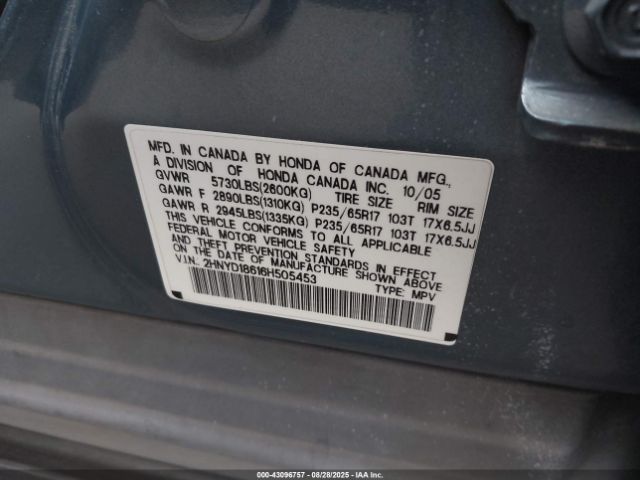 MFD. IN CANADA BY HONDA OF CANADA MFG.,
A DIVISION OF HONDA CANADA INC. 10/05
GVWR 5730LBS(2600KG) TIRE SIZE RIM SIZE
GAWR F 2890LBS(1310KG) P235/65R17 103T 17X6.5JJ
GAWR R 2945LBS(1335KG) P235/65R17 103T 17X6.5JJ
THIS VEHICLE CONFORMS TO ALL APPLICABLE
FEDERAL MOTOR VEHICLE SAFETY
AND THEFT PREVENTION STANDARDS IN EFFECT
ON THE DATE OF MANUFACTURE SHOWN ABOVE.
V.I.N.: 2HNYD18616H505453 TYPE: MPV
000-43096757 | 08/28/2025 | IAA Inc.